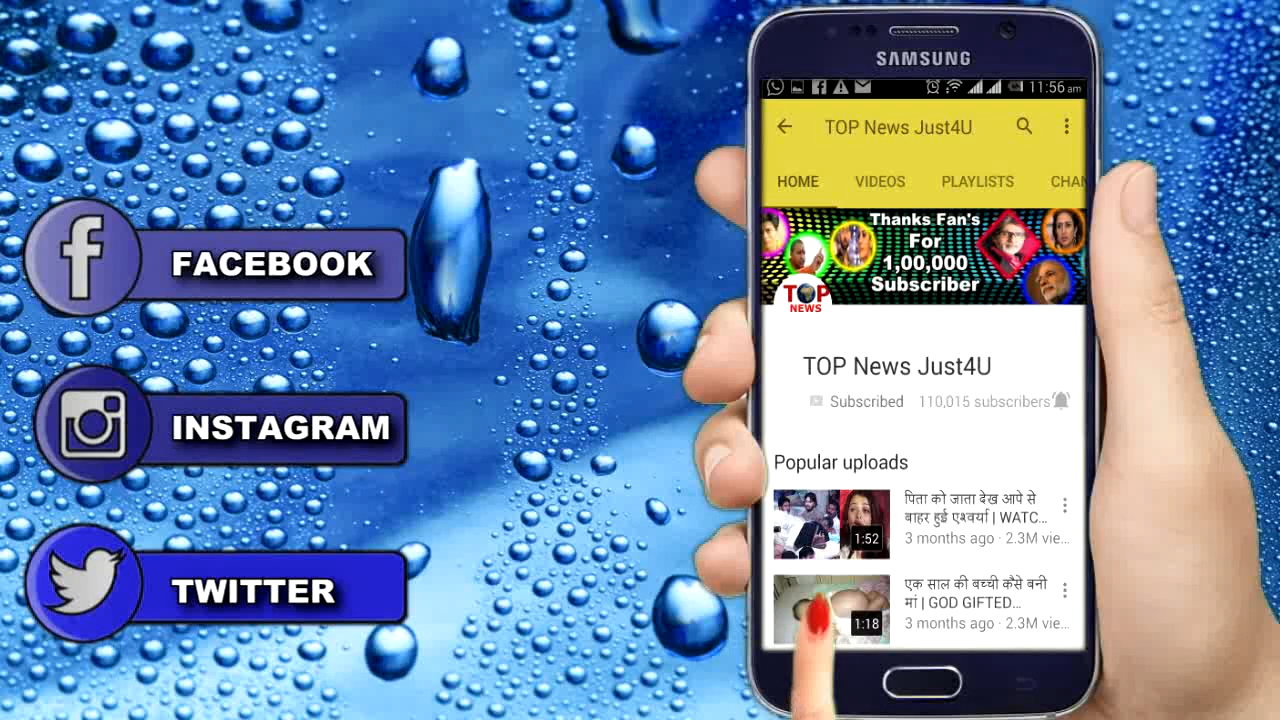 FACEBOOK
INSTAGRAM
TWITTER
SAMSUNG
11:56 am
TOP News Just4U
HOME VIDEOS PLAYLISTS CHAN
Thanks Fan's
For
1,00,000
Subscriber
TOP
NEWS
TOP News Just4U
Subscribed 110,015 subscribers
Popular uploads
पिता को जाता देख आपे से
बाहर हुई एश्वर्या | WATC...
3 months ago · 2.3M vie...
1:52
एक साल की बच्ची कैसे बनी
मां | GOD GIFTED...
3 months ago · 2.3M vie...
1:18